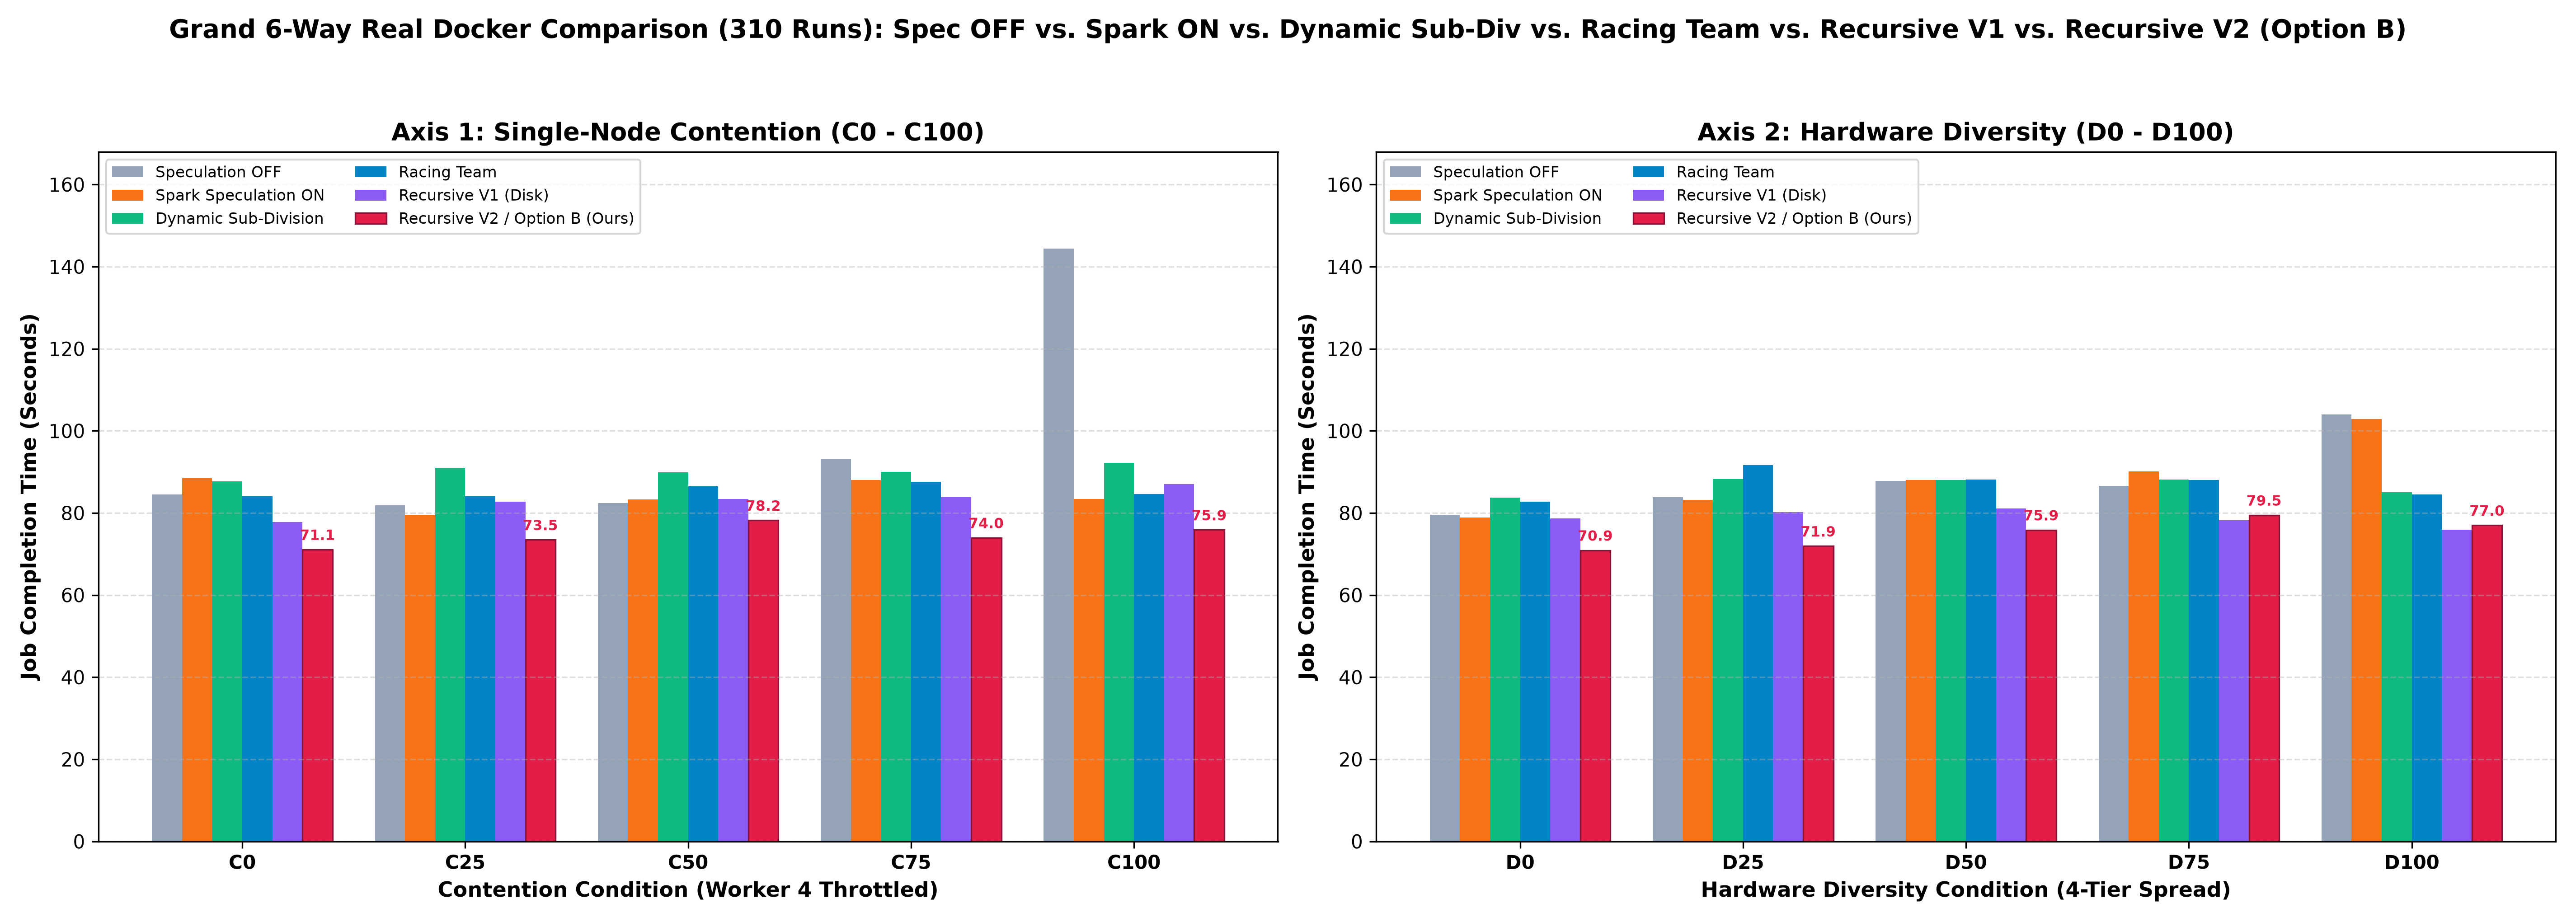 Grand 6-Way Real Docker Comparison (310 Runs): Spec OFF vs. Spark ON vs. Dynamic Sub-Div vs. Racing Team vs. Recursive V1 vs. Recursive V2 (Option B)
Axis 1: Single-Node Contention (C0 - C100)
Speculation OFF
Spark Speculation ON
Dynamic Sub-Division
Racing Team
Recursive V1 (Disk)
Recursive V2 / Option B (Ours)
Job Completion Time (Seconds)
160
140
120
100
80
60
40
20
0
71.1
73.5
78.2
74.0
75.9
C0
C25
C50
C75
C100
Contention Condition (Worker 4 Throttled)
Axis 2: Hardware Diversity (D0 - D100)
Speculation OFF
Spark Speculation ON
Dynamic Sub-Division
Racing Team
Recursive V1 (Disk)
Recursive V2 / Option B (Ours)
Job Completion Time (Seconds)
160
140
120
100
80
60
40
20
0
70.9
71.9
75.9
79.5
77.0
D0
D25
D50
D75
D100
Hardware Diversity Condition (4-Tier Spread)